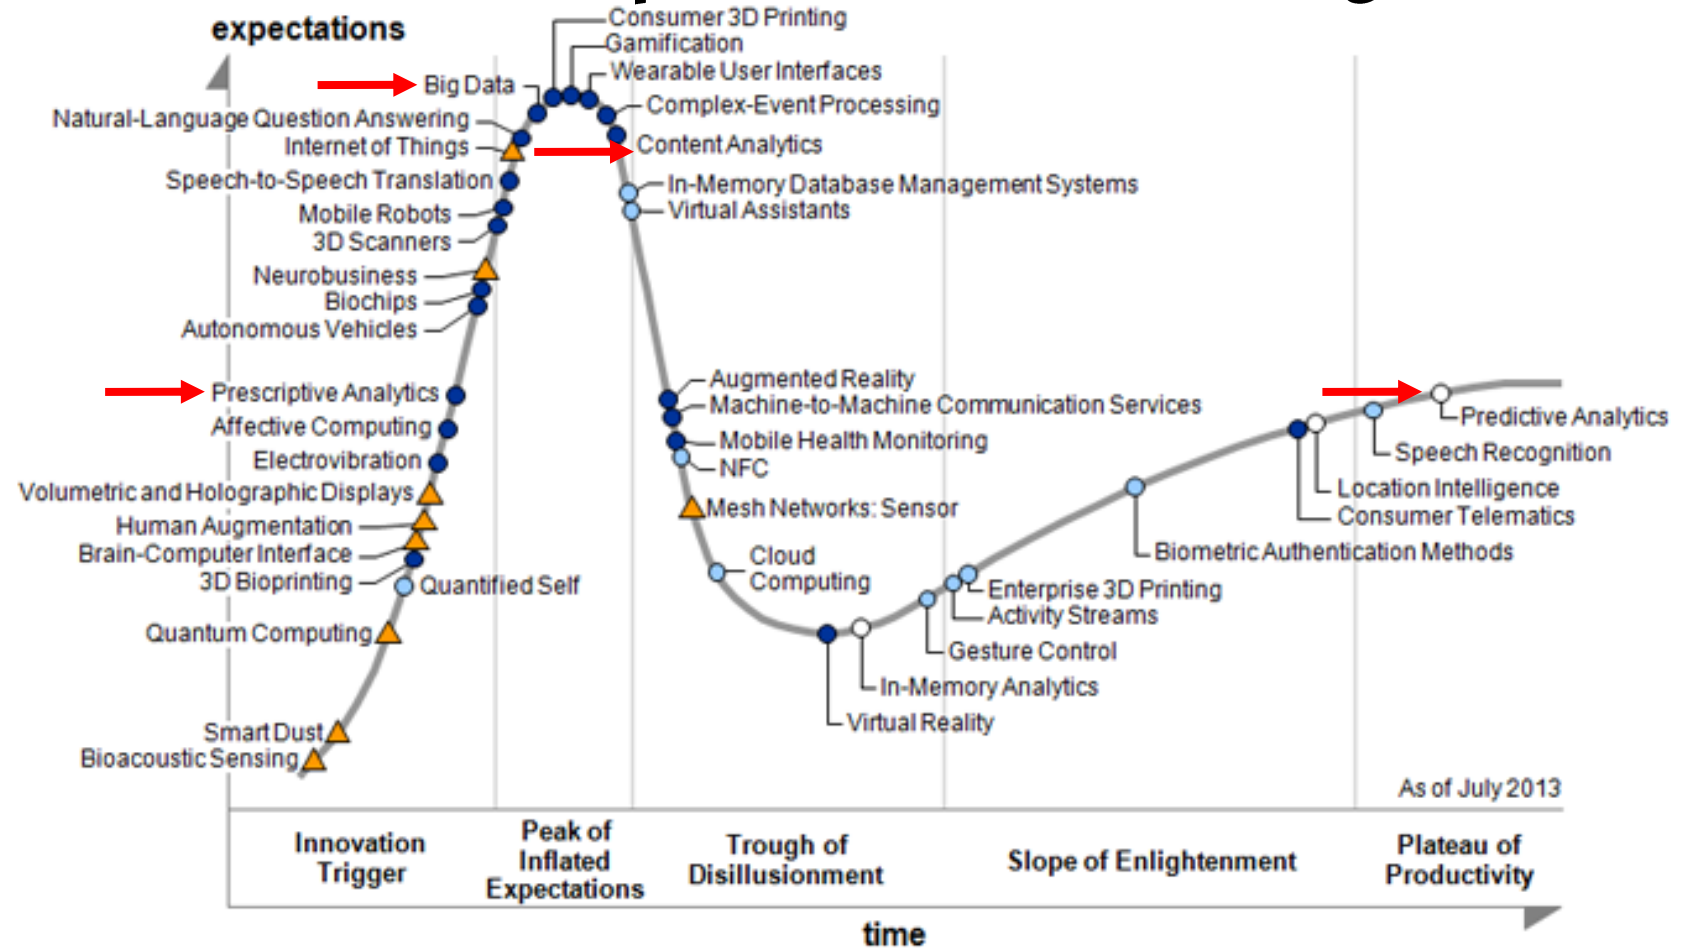 expectations
Consumer 3D Printing
Gamification
Wearable User Interfaces
Big Data
Complex-Event Processing
Natural-Language Question Answering
Content Analytics
Internet of Things
Speech-to-Speech Translation
In-Memory Database Management Systems
Mobile Robots
Virtual Assistants
3D Scanners
Neurobusiness
Biochips
Autonomous Vehicles
Prescriptive Analytics
Affective Computing
Electrovibration
Volumetric and Holographic Displays
Human Augmentation
Brain-Computer Interface
3D Bioprinting
Quantified Self
Quantum Computing
Smart Dust
Bioacoustic Sensing
Augmented Reality
Machine-to-Machine Communication Services
Mobile Health Monitoring
NFC
Mesh Networks: Sensor
Cloud
Computing
Predictive Analytics
Speech Recognition
Location Intelligence
Consumer Telematics
Biometric Authentication Methods
Enterprise 3D Printing
Activity Streams
Gesture Control
In-Memory Analytics
Virtual Reality
As of July 2013
Innovation
Trigger
Peak of
Inflated
Expectations
Trough of
Disillusionment
Slope of Enlightenment
Plateau of
Productivity
time